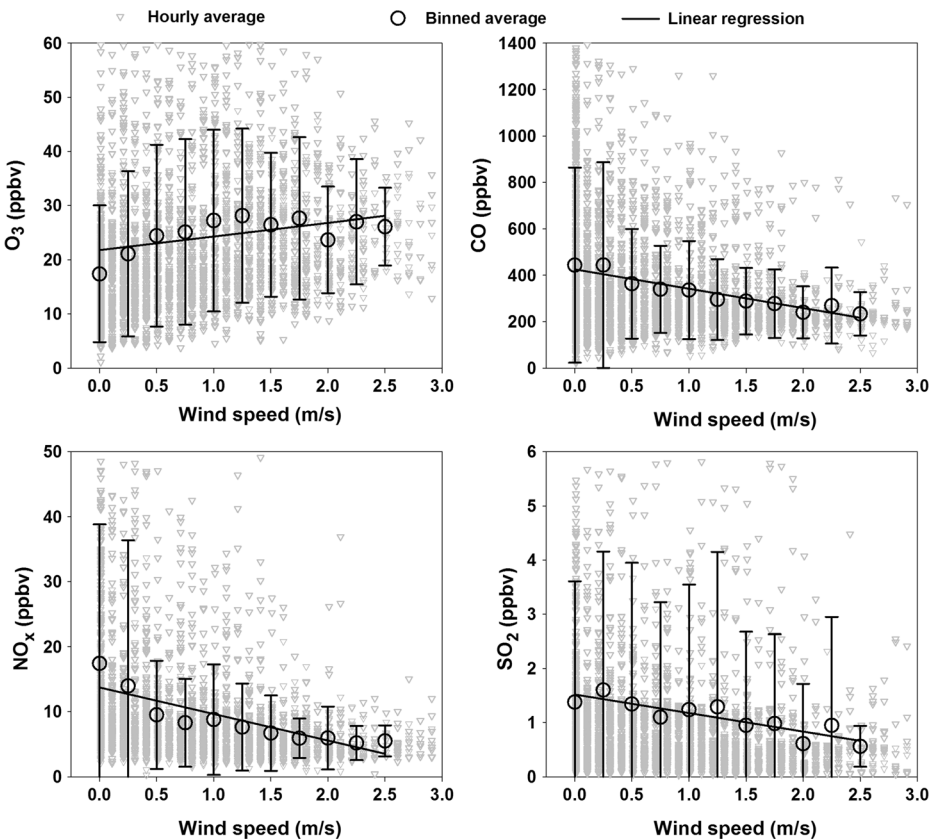 Hourly average Binned average Linear regression
60
50
40
30
20
10
0
O3 (ppbv)
0.0 0.5 1.0 1.5 2.0 2.5 3.0
Wind speed (m/s)
1400
1200
1000
800
600
400
200
0
CO (ppbv)
0.0 0.5 1.0 1.5 2.0 2.5 3.0
Wind speed (m/s)
50
40
30
20
10
0
NOx (ppbv)
0.0 0.5 1.0 1.5 2.0 2.5 3.0
Wind speed (m/s)
6
5
4
3
2
1
0
SO2 (ppbv)
0.0 0.5 1.0 1.5 2.0 2.5 3.0
Wind speed (m/s)